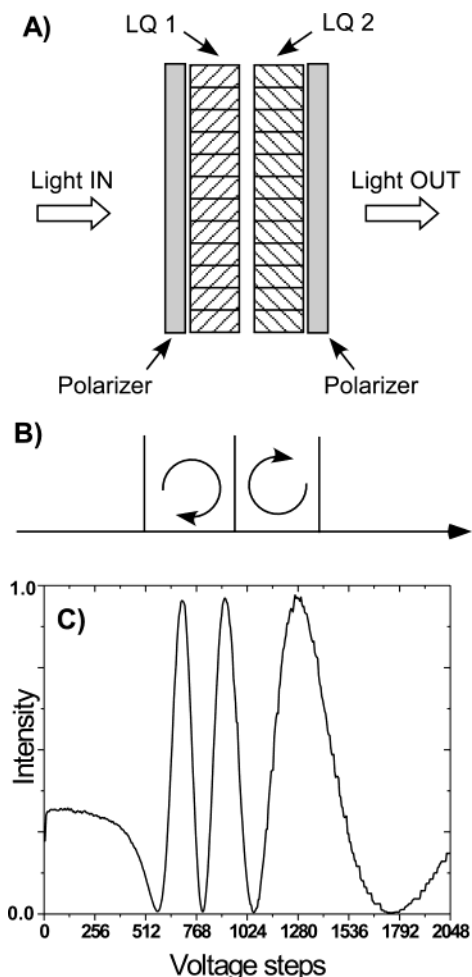 A)
LQ 1 LQ 2
Light IN Light OUT
Polarizer Polarizer
B)
1.0
C)
Intensity
0.0
0 256 512 768 1024 1280 1536 1792 2048
Voltage steps